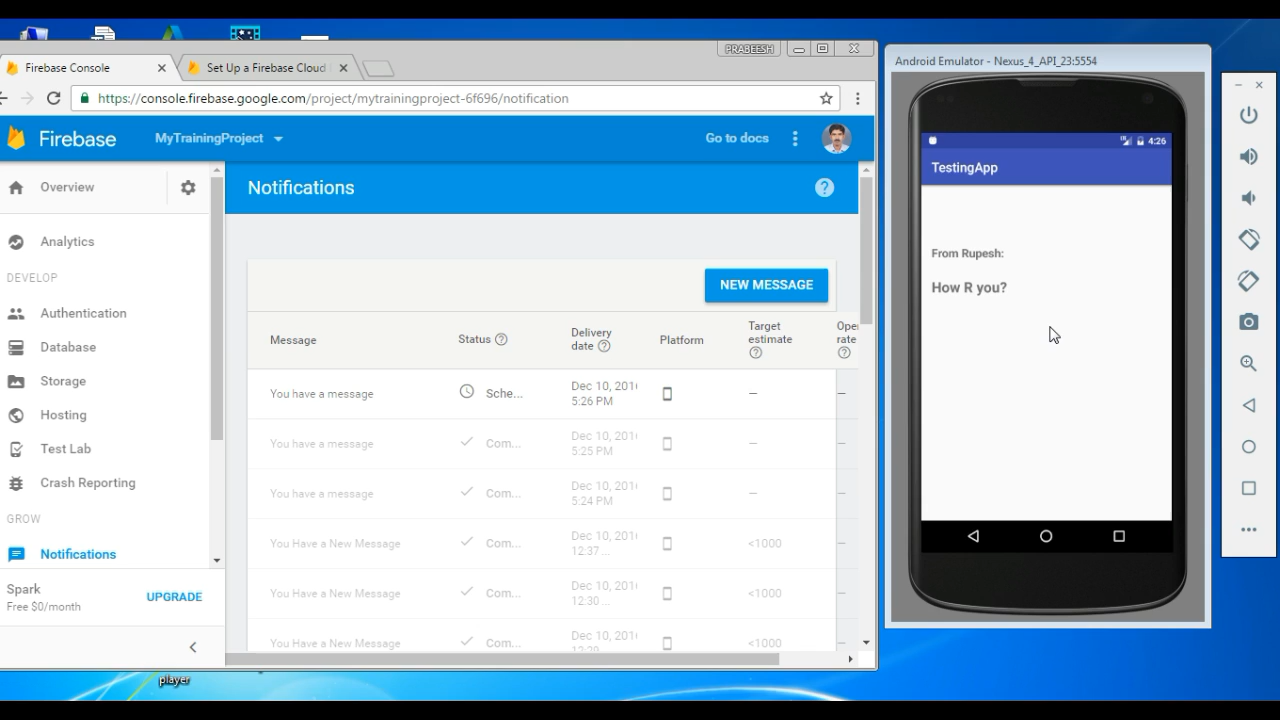 PRABEESH
Firebase Console
Set Up a Firebase Cloud
https://console.firebase.google.com/project/mytrainingproject-6f696/notification
Firebase
MyTrainingProject
Go to docs
Overview
Notifications
Analytics
DEVELOP
Authentication
Database
Storage
Hosting
Test Lab
Crash Reporting
GROW
Notifications
Spark
Free $0/month
UPGRADE
NEW MESSAGE
Message
Status
Delivery
date
Platform
Target
estimate
Ope
rate
You have a message
Sche...
Dec 10, 201
5:26 PM
—
—
You have a message
Com...
Dec 10, 201
5:25 PM
—
—
You have a message
Com...
Dec 10, 201
5:24 PM
—
—
You Have a New Message
Com...
Dec 10, 201
12:37 ...
<1000
—
You Have a New Message
Com...
Dec 10, 201
12:30 ...
<1000
—
You Have a New Message
Com...
Dec 10, 201
<1000
—
player
Android Emulator - Nexus_4_API_23:5554
4:26
TestingApp
From Rupesh:
How R you?